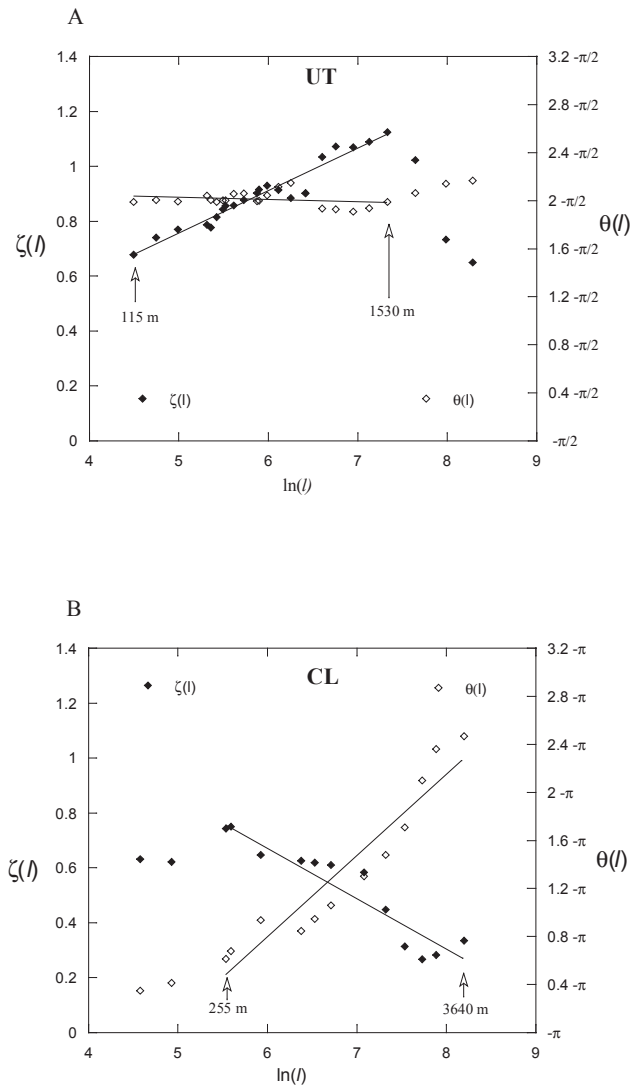 A
UT
1.4
1.2
1
0.8
0.6
0.4
0.2
0
ζ(l)
3.2 -π/2
2.8 -π/2
2.4 -π/2
2 -π/2
1.6 -π/2
1.2 -π/2
0.8 -π/2
0.4 -π/2
-π/2
θ(l)
115 m
1530 m
ζ(l)
θ(l)
4 5 6 7 8 9
ln(l)
B
CL
1.4
1.2
1
0.8
0.6
0.4
0.2
0
ζ(l)
3.2 -π
2.8 -π
2.4 -π
2 -π
1.6 -π
1.2 -π
0.8 -π
0.4 -π
-π
θ(l)
ζ(l)
θ(l)
255 m
3640 m
4 5 6 7 8 9
ln(l)